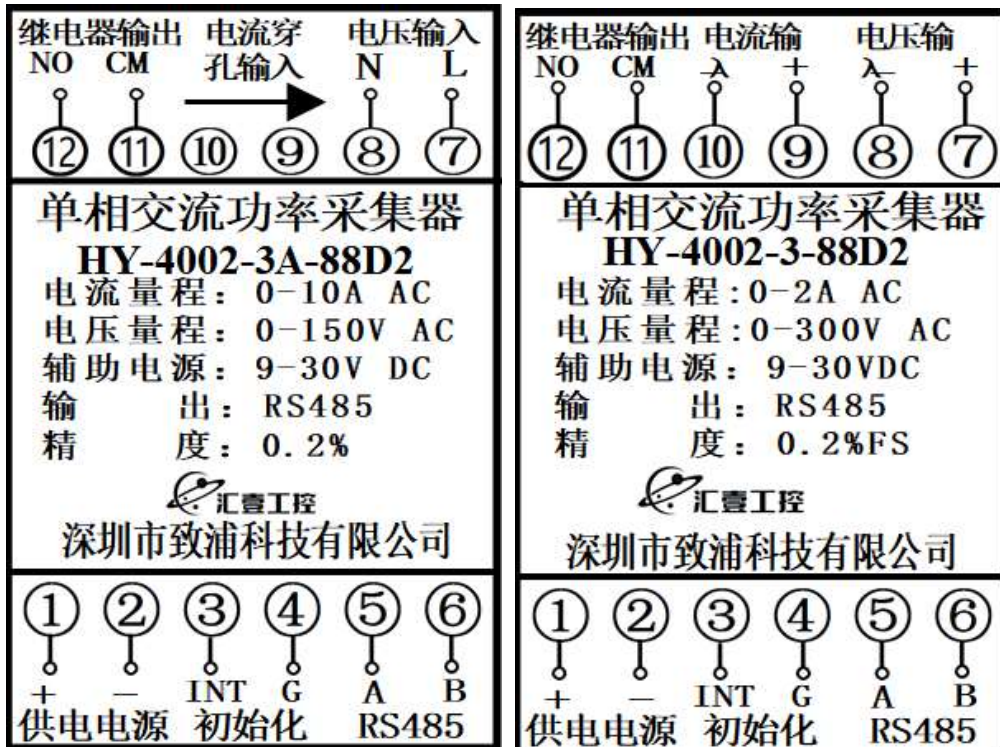 继电器输出 电流穿 电压输入
NO CM 孔输入 N L
⑫ ⑪ ⑩ ⑨ ⑧ ⑦
单相交流功率采集器
HY-4002-3A-88D2
电流量程：0-10A AC
电压量程：0-150V AC
辅助电源：9-30V DC
输 出：RS485
精 度：0.2%
汇壹工控
深圳市致浦科技有限公司
① ② ③ ④ ⑤ ⑥
+ － INT G A B
供电电源 初始化 RS485
继电器输出 电流输 电压输
NO CM 入- + 入- +
⑫ ⑪ ⑩ ⑨ ⑧ ⑦
单相交流功率采集器
HY-4002-3-88D2
电流量程:0-2A AC
电压量程:0-300V AC
辅助电源：9-30VDC
输 出：RS485
精 度：0.2%FS
汇壹工控
深圳市致浦科技有限公司
① ② ③ ④ ⑤ ⑥
+ － INT G A B
供电电源 初始化 RS485